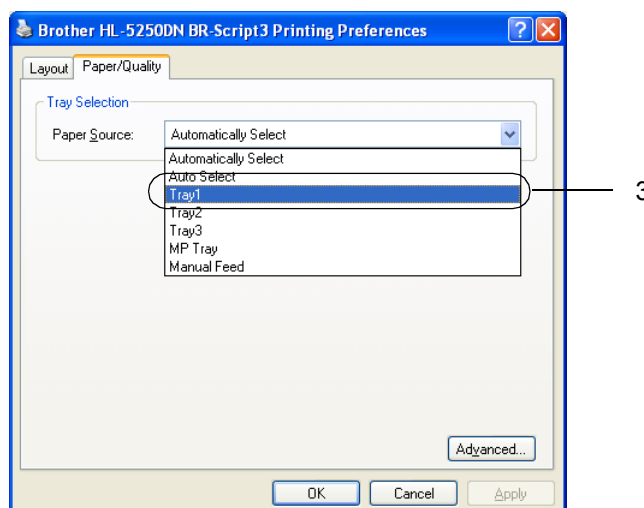 Brother HL-5250DN BR-Script3 Printing Preferences
Layout Paper/Quality
Tray Selection
Paper Source: Automatically Select
Automatically Select
Auto Select
Tray1
3
Tray2
Tray3
MP Tray
Manual Feed
Advanced...
OK Cancel Apply